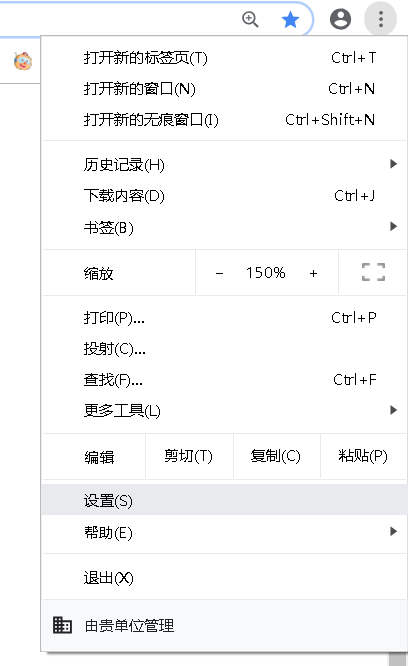 打开新的标签页(T) Ctrl+T
打开新的窗口(N) Ctrl+N
打开新的无痕窗口(I) Ctrl+Shift+N
历史记录(H)
下载内容(D) Ctrl+J
书签(B)
缩放 − 150% +
打印(P)... Ctrl+P
投射(C)...
查找(F)... Ctrl+F
更多工具(L)
编辑 剪切(T) 复制(C) 粘贴(P)
设置(S)
帮助(E)
退出(X)
由贵单位管理